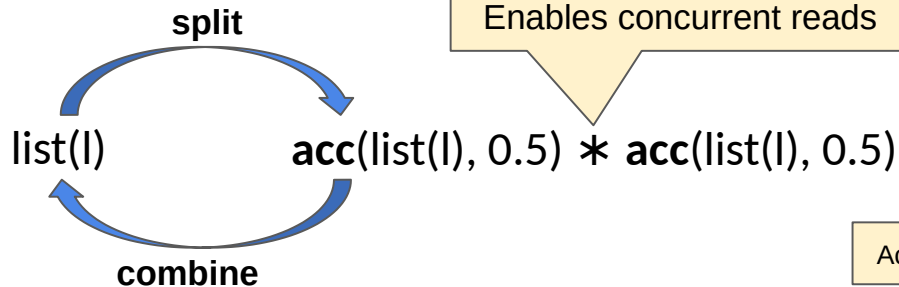 split
Enables concurrent reads
list(l)
acc(list(l), 0.5) ∗ acc(list(l), 0.5)
combine